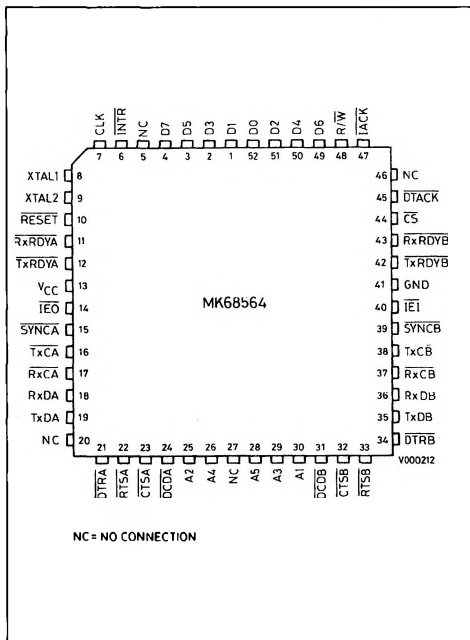 CLK INTR NC D7 D5 D3 D1 D0 D2 D4 D6 R/W IACK
7 6 5 4 3 2 1 52 51 50 49 48 47
XTAL1 8
XTAL2 9
RESET 10
RxRDYA 11
TxRDYA 12
VCC 13
IEO 14
SYNCA 15
TxCA 16
RxCA 17
RxDA 18
TxDA 19
NC 20
MK68564
46 NC
45 DTACK
44 CS
43 RxRDYB
42 TxRDYB
41 GND
40 IEI
39 SYNCB
38 TxCB
37 RxCB
36 RxDB
35 TxDB
34 DTRB
21 22 23 24 25 26 27 28 29 30 31 32 33
DTRA RTSA CTSA DCDA A2 A4 NC A5 A3 A1 DCDB CTSB RTSB
V000212
NC = NO CONNECTION